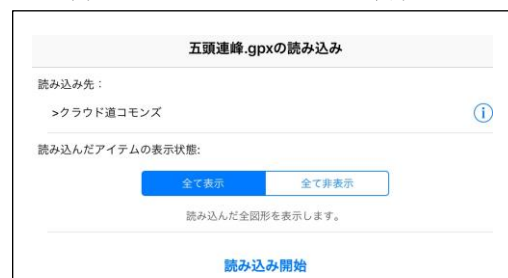 五頭連峰.gpxの読み込み
読み込み先：
>クラウド道コモンズ
読み込んだアイテムの表示状態:
全て表示 全て非表示
読み込んだ全図形を表示します。
読み込み開始